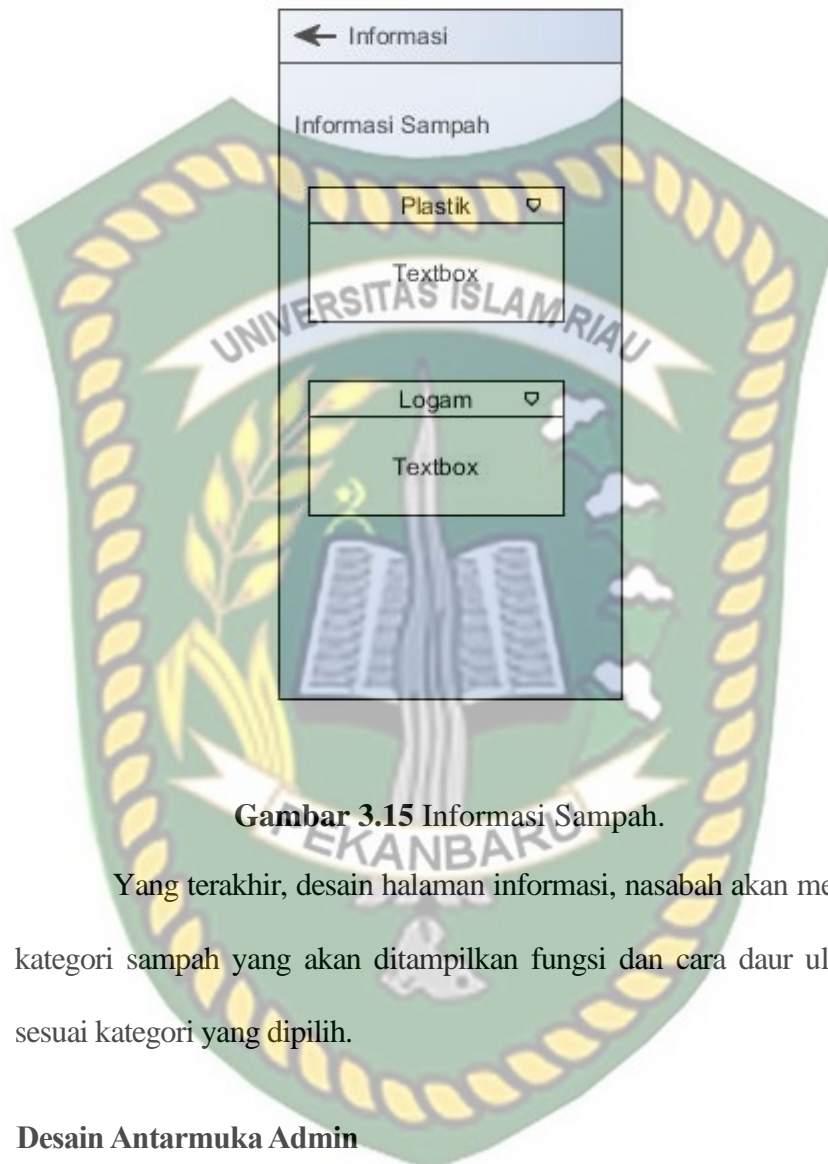 Informasi
Informasi Sampah
Plastik
Textbox
UNIVERSITAS ISLAM RIAU
Logam
Textbox
Gambar 3.15 Informasi Sampah.
PEKANBARU
Yang terakhir, desain halaman informasi, nasabah akan me
kategori sampah yang akan ditampilkan fungsi dan cara daur ul
sesuai kategori yang dipilih.
Desain Antarmuka Admin